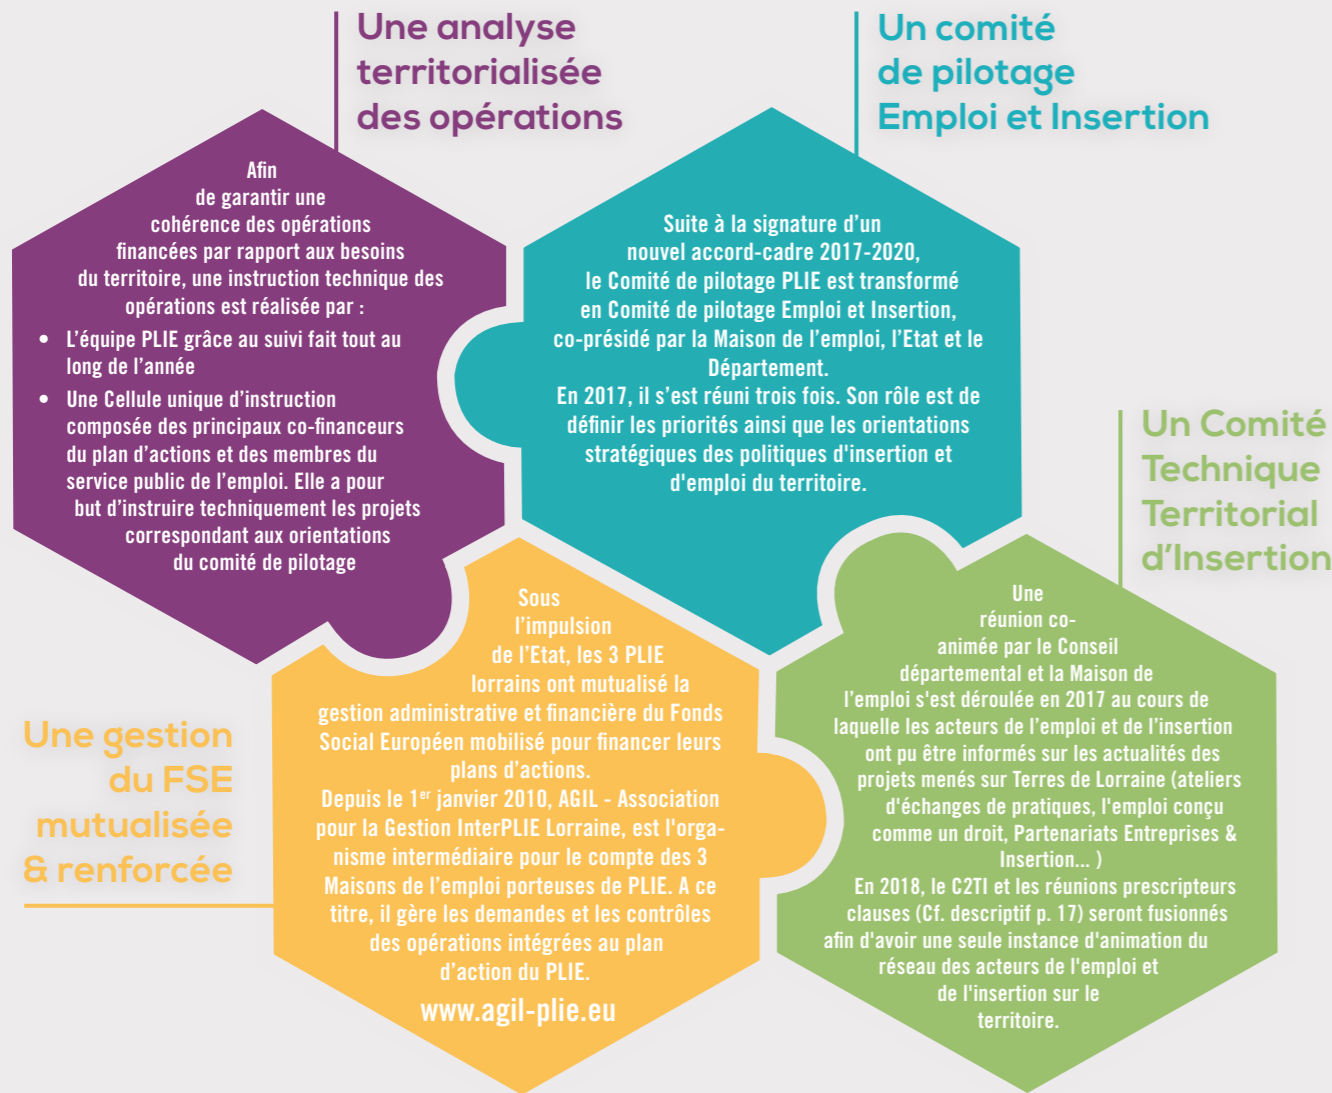 Une analyse
territorialisée
des opérations
Afin
de garantir une
cohérence des opérations
financées par rapport aux besoins
du territoire, une instruction technique des
opérations est réalisée par :
• L’équipe PLIE grâce au suivi fait tout au
long de l’année
• Une Cellule unique d’instruction
composée des principaux co-financeurs
du plan d’actions et des membres du
service public de l’emploi. Elle a pour
but d’instruire techniquement les projets
correspondant aux orientations
du comité de pilotage
Un comité
de pilotage
Emploi et Insertion
Suite à la signature d’un
nouvel accord-cadre 2017-2020,
le Comité de pilotage PLIE est transformé
en Comité de pilotage Emploi et Insertion,
co-présidé par la Maison de l’emploi, l’Etat et le
Département.
En 2017, il s’est réuni trois fois. Son rôle est de
définir les priorités ainsi que les orientations
stratégiques des politiques d'insertion et
d'emploi du territoire.
Une gestion
du FSE
mutualisée
& renforcée
Sous
l’impulsion
de l’Etat, les 3 PLIE
lorrains ont mutualisé la
gestion administrative et financière du Fonds
Social Européen mobilisé pour financer leurs
plans d’actions.
Depuis le 1er janvier 2010, AGIL - Association
pour la Gestion InterPLIE Lorraine, est l'orga-
nisme intermédiaire pour le compte des 3
Maisons de l’emploi porteuses de PLIE. A ce
titre, il gère les demandes et les contrôles
des opérations intégrées au plan
d’action du PLIE.
www.agil-plie.eu
Un Comité
Technique
Territorial
d’Insertion
Une
réunion co-
animée par le Conseil
départemental et la Maison de
l’emploi s'est déroulée en 2017 au cours de
laquelle les acteurs de l’emploi et de l’insertion
ont pu être informés sur les actualités des
projets menés sur Terres de Lorraine (ateliers
d'échanges de pratiques, l'emploi conçu
comme un droit, Partenariats Entreprises &
Insertion... )
En 2018, le C2TI et les réunions prescripteurs
clauses (Cf. descriptif p. 17) seront fusionnés
afin d'avoir une seule instance d'animation du
réseau des acteurs de l'emploi et
de l'insertion sur le
territoire.